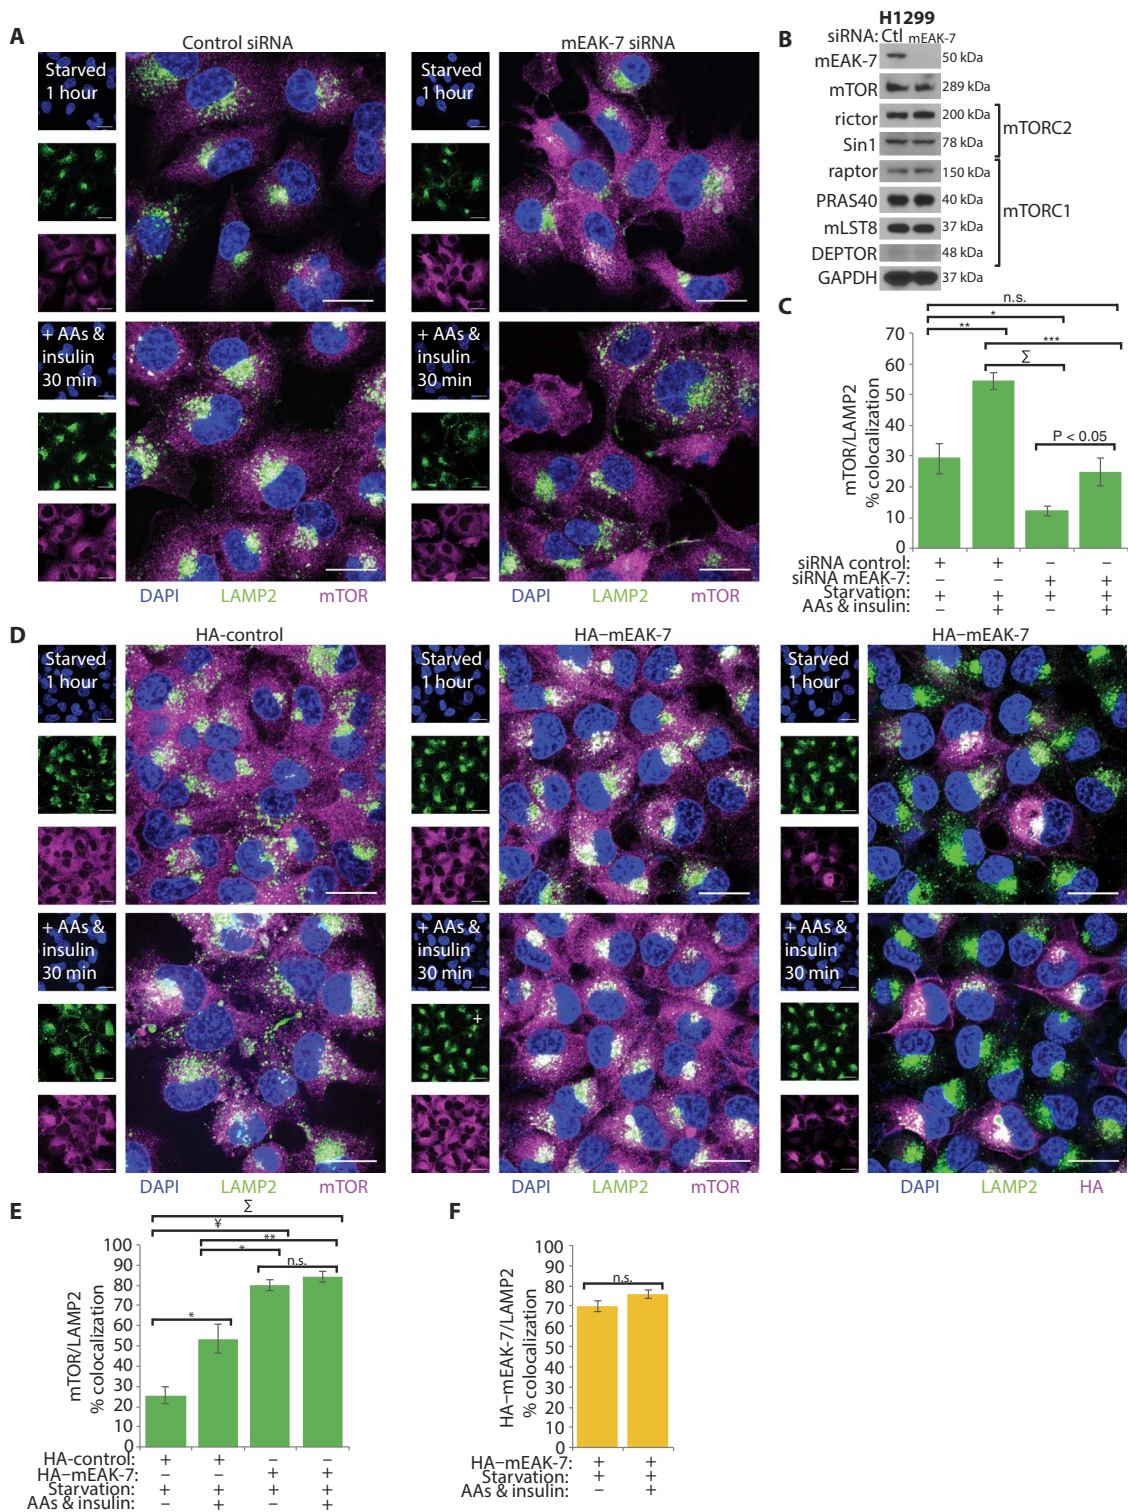 A
Control siRNA
mEAK-7 siRNA
Starved
1 hour
Starved
1 hour
+ AAs &
insulin
30 min
+ AAs &
insulin
30 min
DAPI LAMP2 mTOR
DAPI LAMP2 mTOR
B
H1299
siRNA: Ctl mEAK-7
mEAK-7 50 kDa
mTOR 289 kDa
rictor 200 kDa
Sin1 78 kDa
mTORC2
raptor 150 kDa
PRAS40 40 kDa
mLST8 37 kDa
DEPTOR 48 kDa
mTORC1
GAPDH 37 kDa
C
n.s.
*
**
***
Σ
P < 0.05
mTOR/LAMP2
% colocalization
70
60
50
40
30
20
10
0
siRNA control: + + – –
siRNA mEAK-7: – – + +
Starvation: + + + +
AAs & insulin: – + – +
D
HA-control
HA–mEAK-7
HA–mEAK-7
Starved
1 hour
Starved
1 hour
Starved
1 hour
+ AAs &
insulin
30 min
+ AAs &
insulin
30 min
+
+ AAs &
insulin
30 min
DAPI LAMP2 mTOR
DAPI LAMP2 mTOR
DAPI LAMP2 HA
E
Σ
¥
**
*
n.s.
*
mTOR/LAMP2
% colocalization
100
90
80
70
60
50
40
30
20
10
0
HA-control: + + – –
HA–mEAK-7: – – + +
Starvation: + + + +
AAs & insulin: – + – +
F
n.s.
HA–mEAK-7/LAMP2
% colocalization
100
90
80
70
60
50
40
30
20
10
0
HA–mEAK-7: + +
Starvation: + +
AAs & insulin: – +